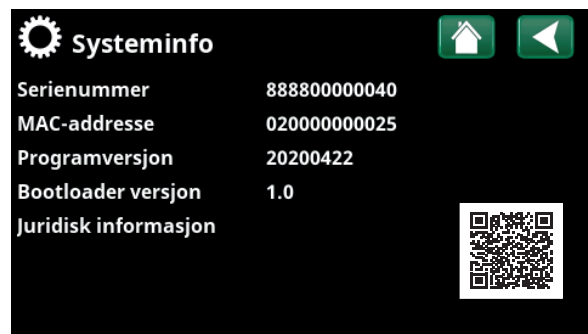 Systeminfo
Serienummer 888800000040
MAC-addresse 020000000025
Programversjon 20200422
Bootloader versjon 1.0
Juridisk informasjon